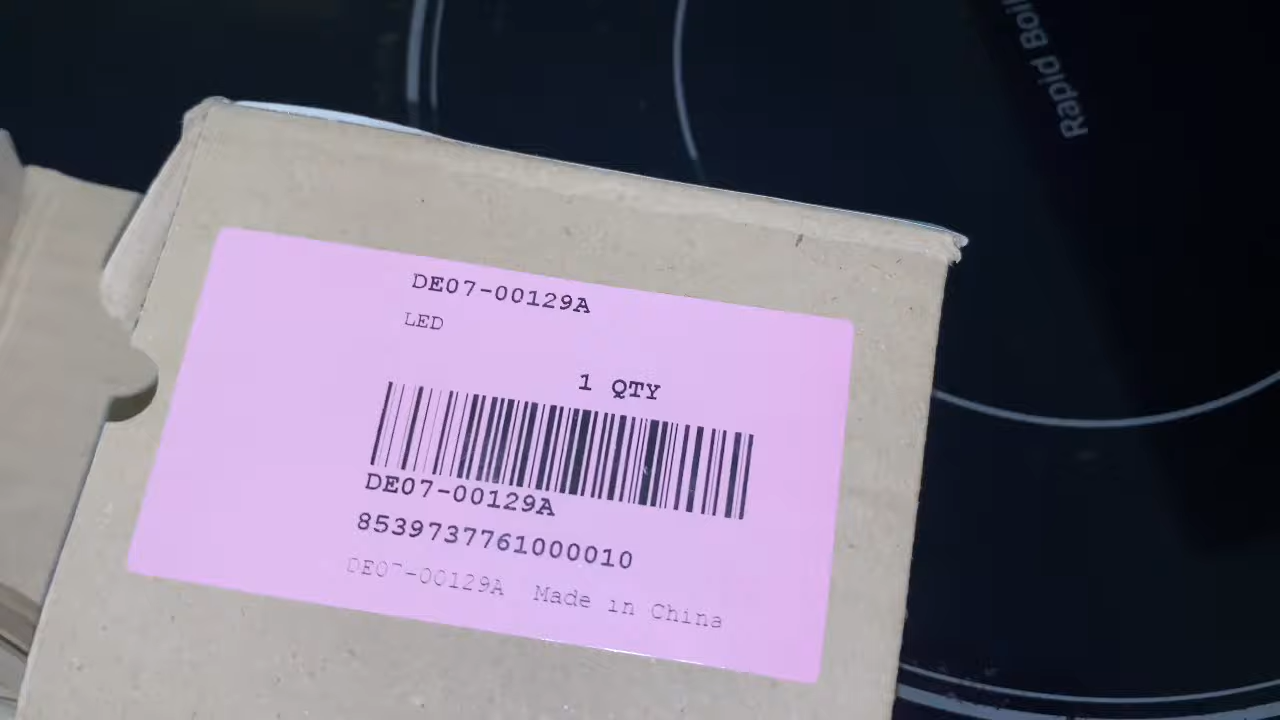 Rapid Boil
DE07-00129A
LED
1 QTY
DE07-00129A
8539737761000010
DE07-00129A Made in China